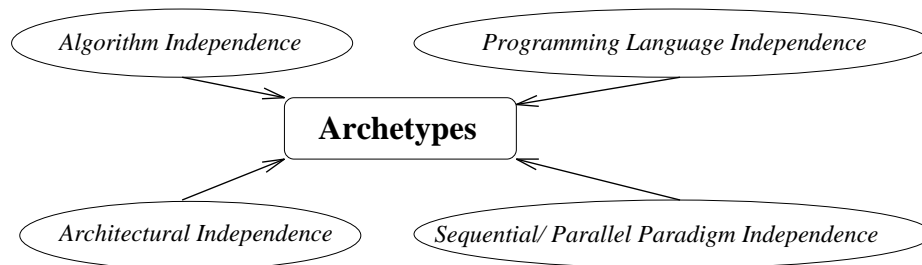 Algorithm Independence
Programming Language Independence
Archetypes
Architectural Independence
Sequential/ Parallel Paradigm Independence